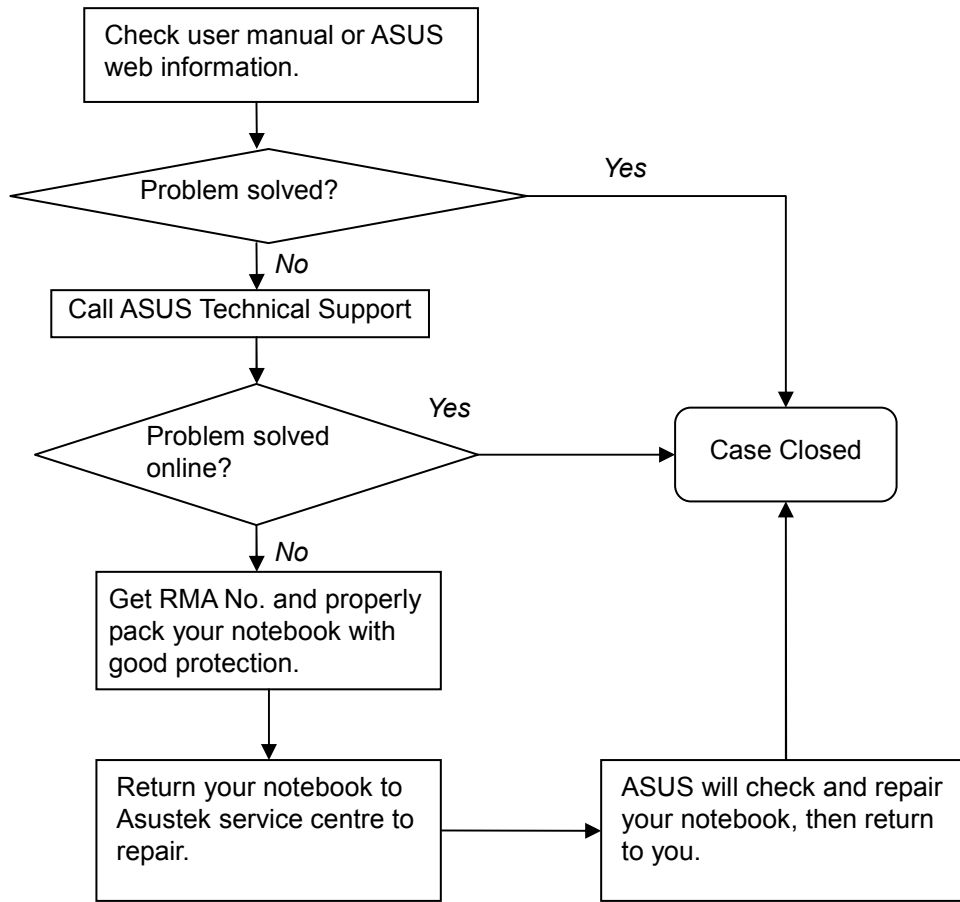 Check user manual or ASUS
web information.
Problem solved?
Yes
No
Call ASUS Technical Support
Yes
Problem solved
online?
Case Closed
No
Get RMA No. and properly
pack your notebook with
good protection.
Return your notebook to
Asustek service centre to
repair.
ASUS will check and repair
your notebook, then return
to you.